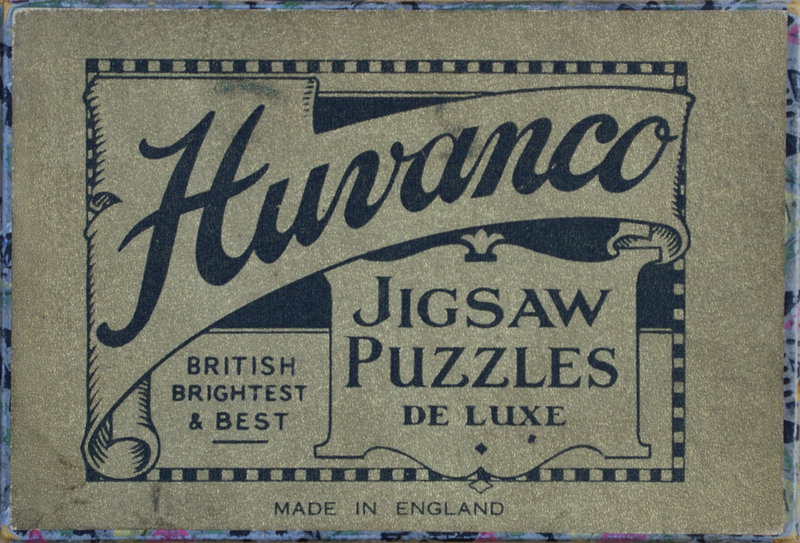 Huvanco
JIGSAW
PUZZLES
DE LUXE
BRITISH
BRIGHTEST
& BEST
MADE IN ENGLAND